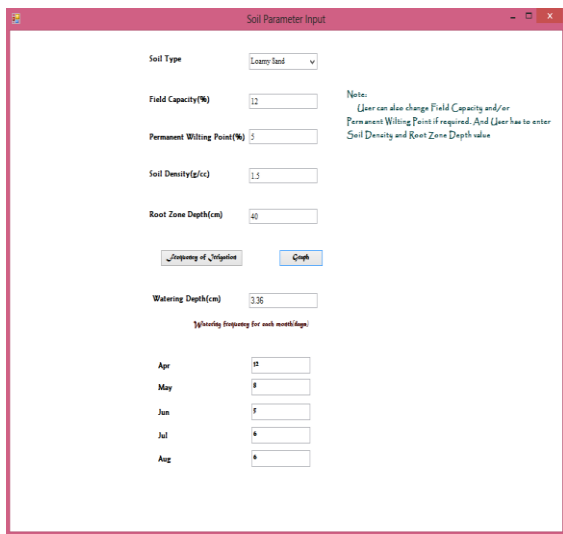 Soil Parameter Input
Soil Type
Loamy Sand
Field Capacity(%)
12
Note:
User can also change Field Capacity and/or
Permanent Wilting Point if required. And User has to enter
Soil Density and Root Zone Depth value
Permanent Wilting Point(%)
5
Soil Density(g/cc)
1.5
Root Zone Depth(cm)
40
Frequency of Irrigation
Graph
Watering Depth(cm)
3.36
Watering frequency for each month(days)
Apr
12
May
8
Jun
5
Jul
6
Aug
6